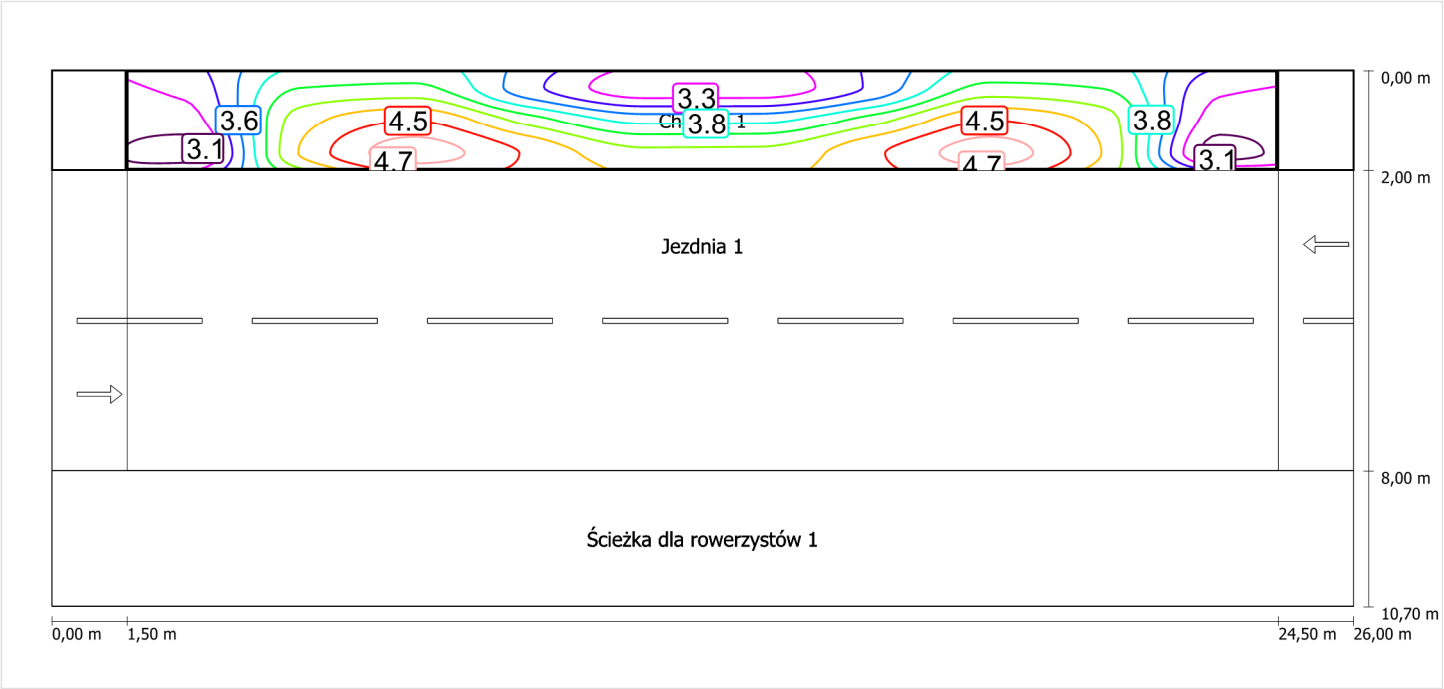 0,00 m
3.3
3.6
4.5
Ch 3.8 1
4.5
3.8
3.1
4.7
4.7
3.1
2,00 m
Jezdnia 1
8,00 m
Ścieżka dla rowerzystów 1
10,70 m
0,00 m 1,50 m 24,50 m 26,00 m